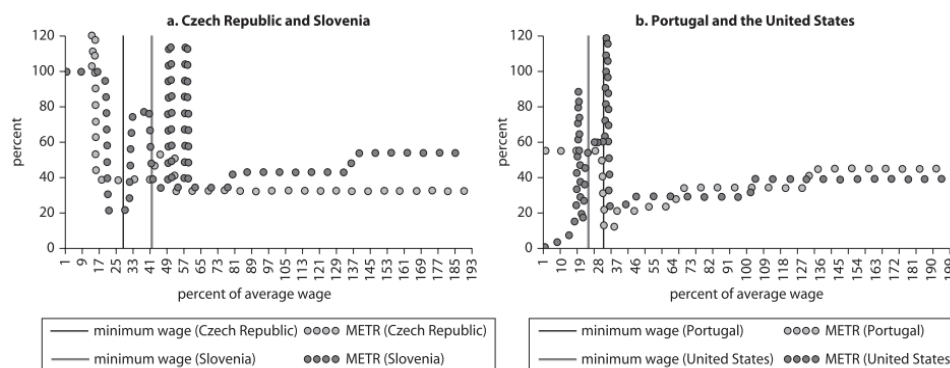 a. Czech Republic and Slovenia
120
100
80
60
40
20
0
percent
1 9 17 25 33 41 49 57 65 73 81 89 97 105 113 121 129 137 145 153 161 169 177 185 193
percent of average wage
minimum wage (Czech Republic) METR (Czech Republic)
minimum wage (Slovenia) METR (Slovenia)
b. Portugal and the United States
120
100
80
60
40
20
0
percent
1 10 19 28 37 46 55 64 73 82 91 100 109 118 127 136 145 154 163 172 181 190 199
percent of average wage
minimum wage (Portugal) METR (Portugal)
minimum wage (United States) METR (United States)